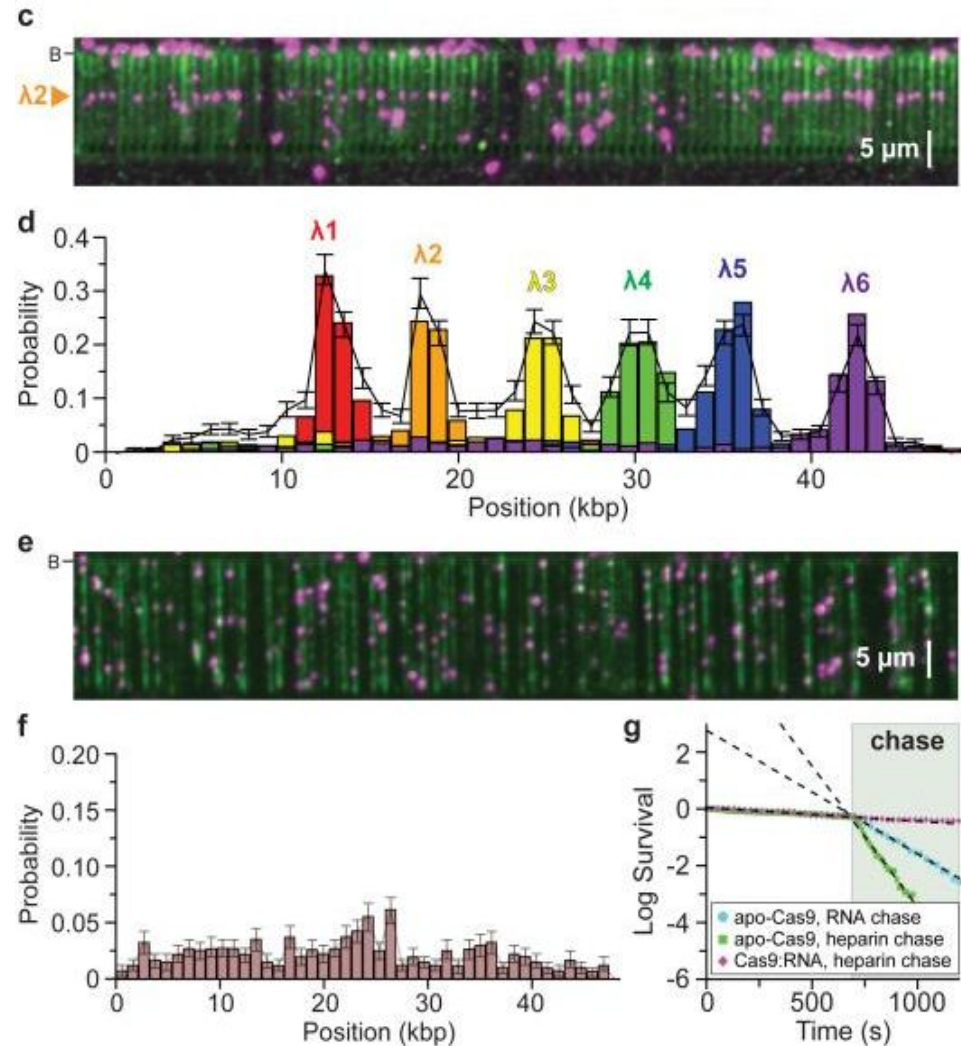 c
B
λ2
5 µm
d
λ1
λ2
λ3
λ4
λ5
λ6
0.4
0.3
0.2
0.1
0
Probability
0
10
20
30
40
Position (kbp)
e
B
5 µm
f
0.20
0.15
0.10
0.05
0
Probability
0
10
20
30
40
Position (kbp)
g
chase
2
0
-2
-4
-6
Log Survival
apo-Cas9, RNA chase
apo-Cas9, heparin chase
Cas9:RNA, heparin chase
0
500
1000
Time (s)